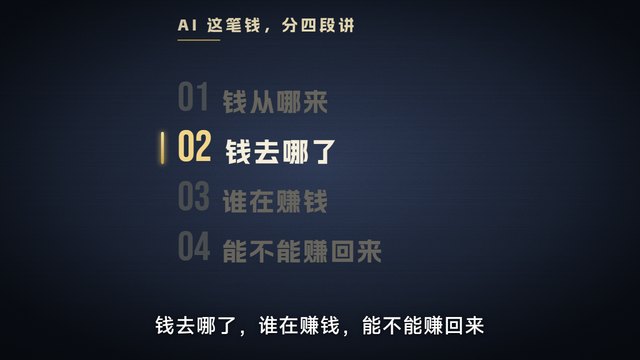 AI 这笔钱，分四段讲
01 钱从哪来
02 钱去哪了
03 谁在赚钱
04 能不能赚回来
钱去哪了，谁在赚钱，能不能赚回来